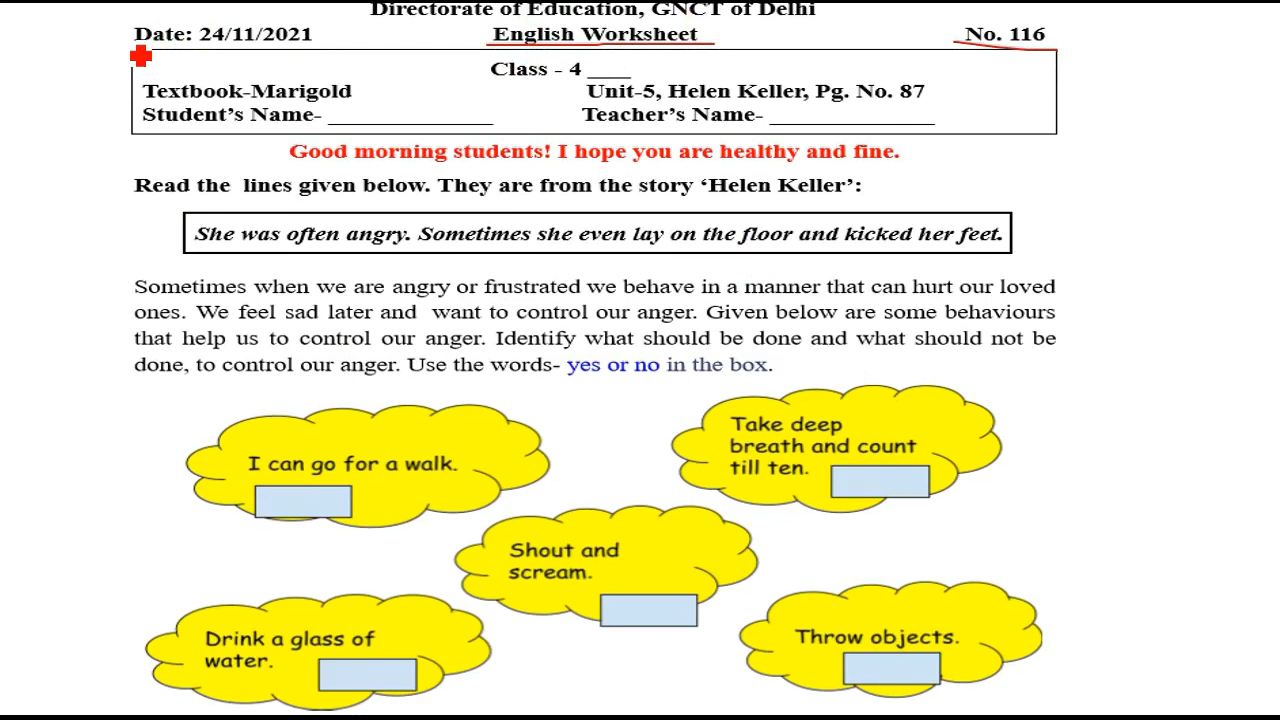 Directorate of Education, GNCT of Delhi
Date: 24/11/2021 English Worksheet No. 116
Class - 4 ____
Textbook-Marigold Unit-5, Helen Keller, Pg. No. 87
Student's Name- _______________ Teacher's Name- _______________
Good morning students! I hope you are healthy and fine.
Read the lines given below. They are from the story 'Helen Keller':
She was often angry. Sometimes she even lay on the floor and kicked her feet.
Sometimes when we are angry or frustrated we behave in a manner that can hurt our loved
ones. We feel sad later and want to control our anger. Given below are some behaviours
that help us to control our anger. Identify what should be done and what should not be
done, to control our anger. Use the words- yes or no in the box.
I can go for a walk.
Take deep
breath and count
till ten.
Shout and
scream.
Drink a glass of
water.
Throw objects.